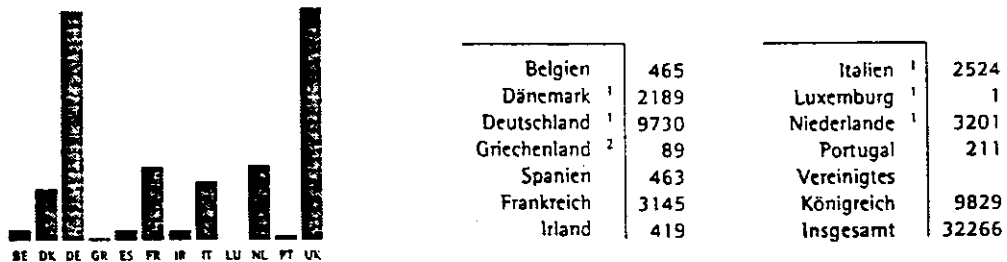 BE DK DE GR ES FR IR IT LU NL PT UK
Belgien 465
Dänemark ¹ 2189
Deutschland ¹ 9730
Griechenland ² 89
Spanien 463
Frankreich 3145
Irland 419
Italien ¹ 2524
Luxemburg ¹ 1
Niederlande ¹ 3201
Portugal 211
Vereinigtes
Königreich 9829
Insgesamt 32266